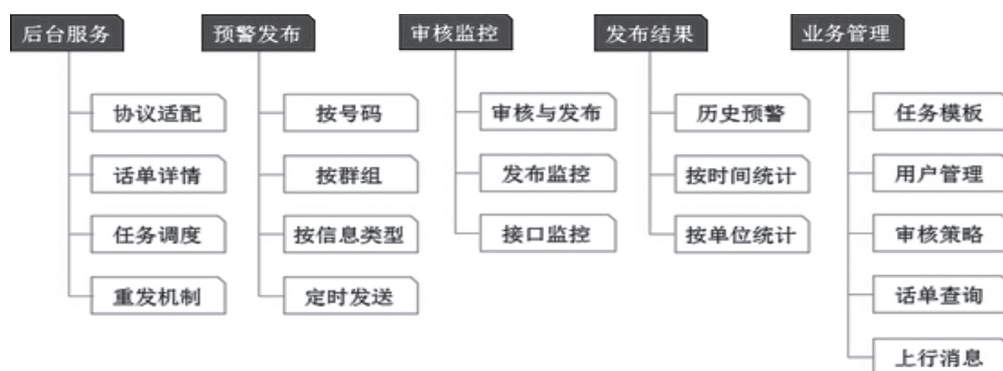 后台服务
协议适配
话单详情
任务调度
重发机制
预警发布
按号码
按群组
按信息类型
定时发送
审核监控
审核与发布
发布监控
接口监控
发布结果
历史预警
按时间统计
按单位统计
业务管理
任务模板
用户管理
审核策略
话单查询
上行消息